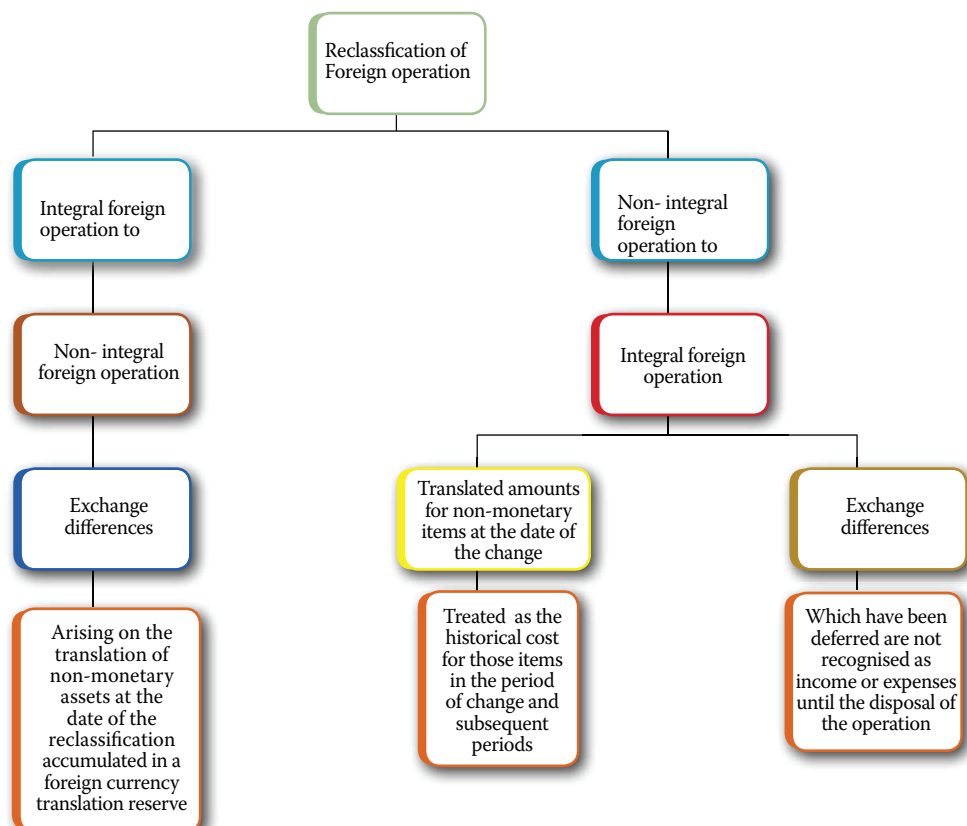 Reclassfication of
Foreign operation
Integral foreign
operation to
Non- integral
foreign
operation to
Non- integral
foreign operation
Integral foreign
operation
Exchange
differences
Translated amounts
for non-monetary
items at the date of
the change
Exchange
differences
Arising on the
translation of
non-monetary
assets at the
date of the
reclassification
accumulated in a
foreign currency
translation reserve
Treated as the
historical cost
for those items
in the period
of change and
subsequent
periods
Which have been
deferred are not
recognised as
income or expenses
until the disposal of
the operation